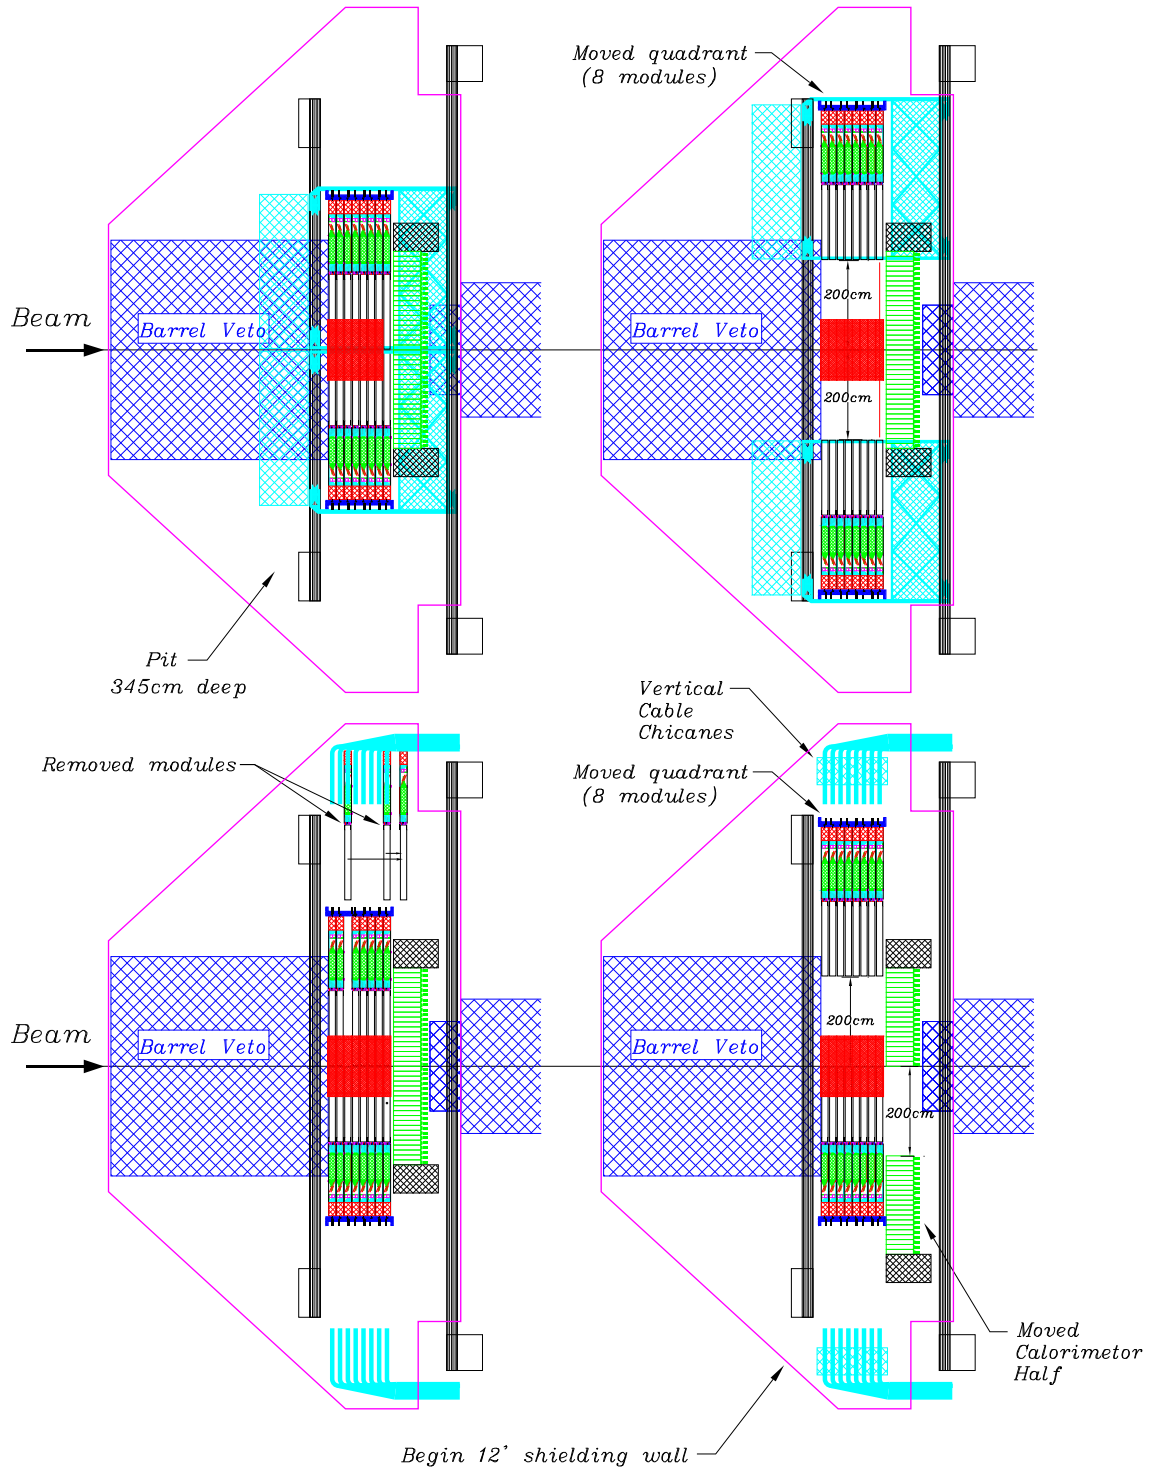 Moved quadrant
(8 modules)
200cm
Beam
Barrel Veto
Barrel Veto
200cm
Pit
345cm deep
Vertical
Cable
Chicanes
Removed modules
Moved quadrant
(8 modules)
200cm
Beam
Barrel Veto
Barrel Veto
200cm
Moved
Calorimetor
Half
Begin 12' shielding wall